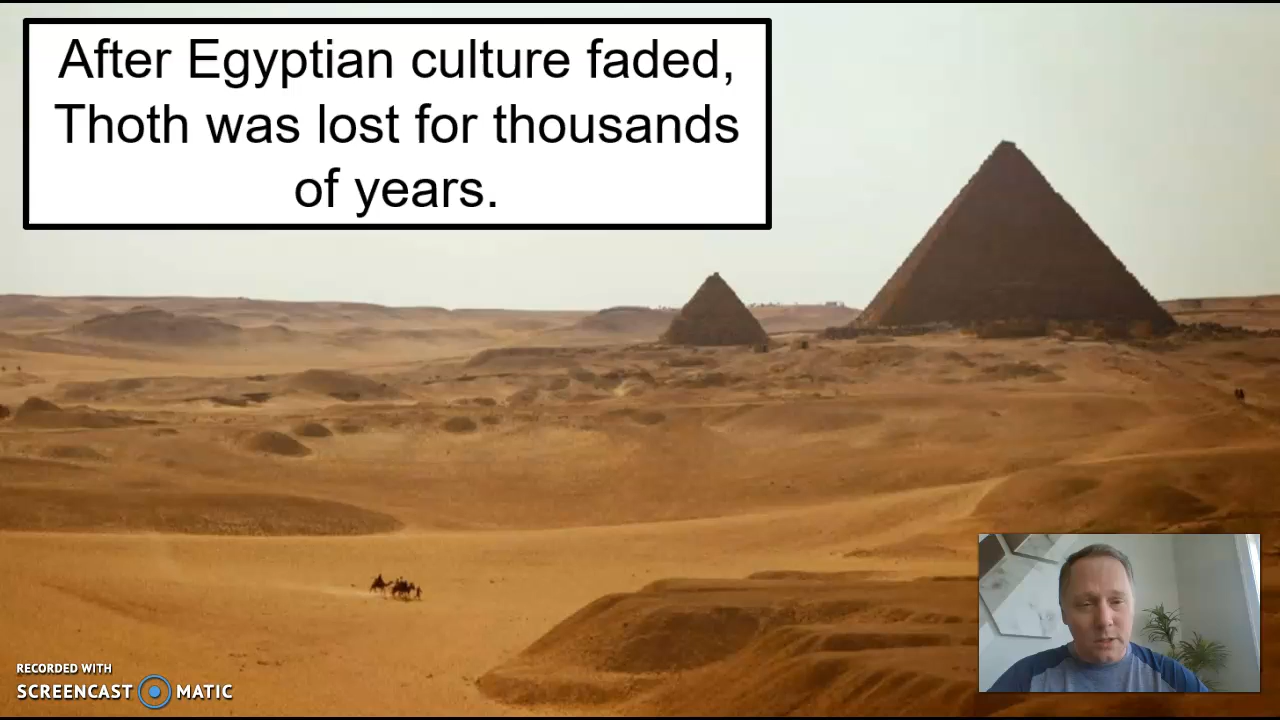 After Egyptian culture faded,
Thoth was lost for thousands
of years.
RECORDED WITH
SCREENCAST MATIC